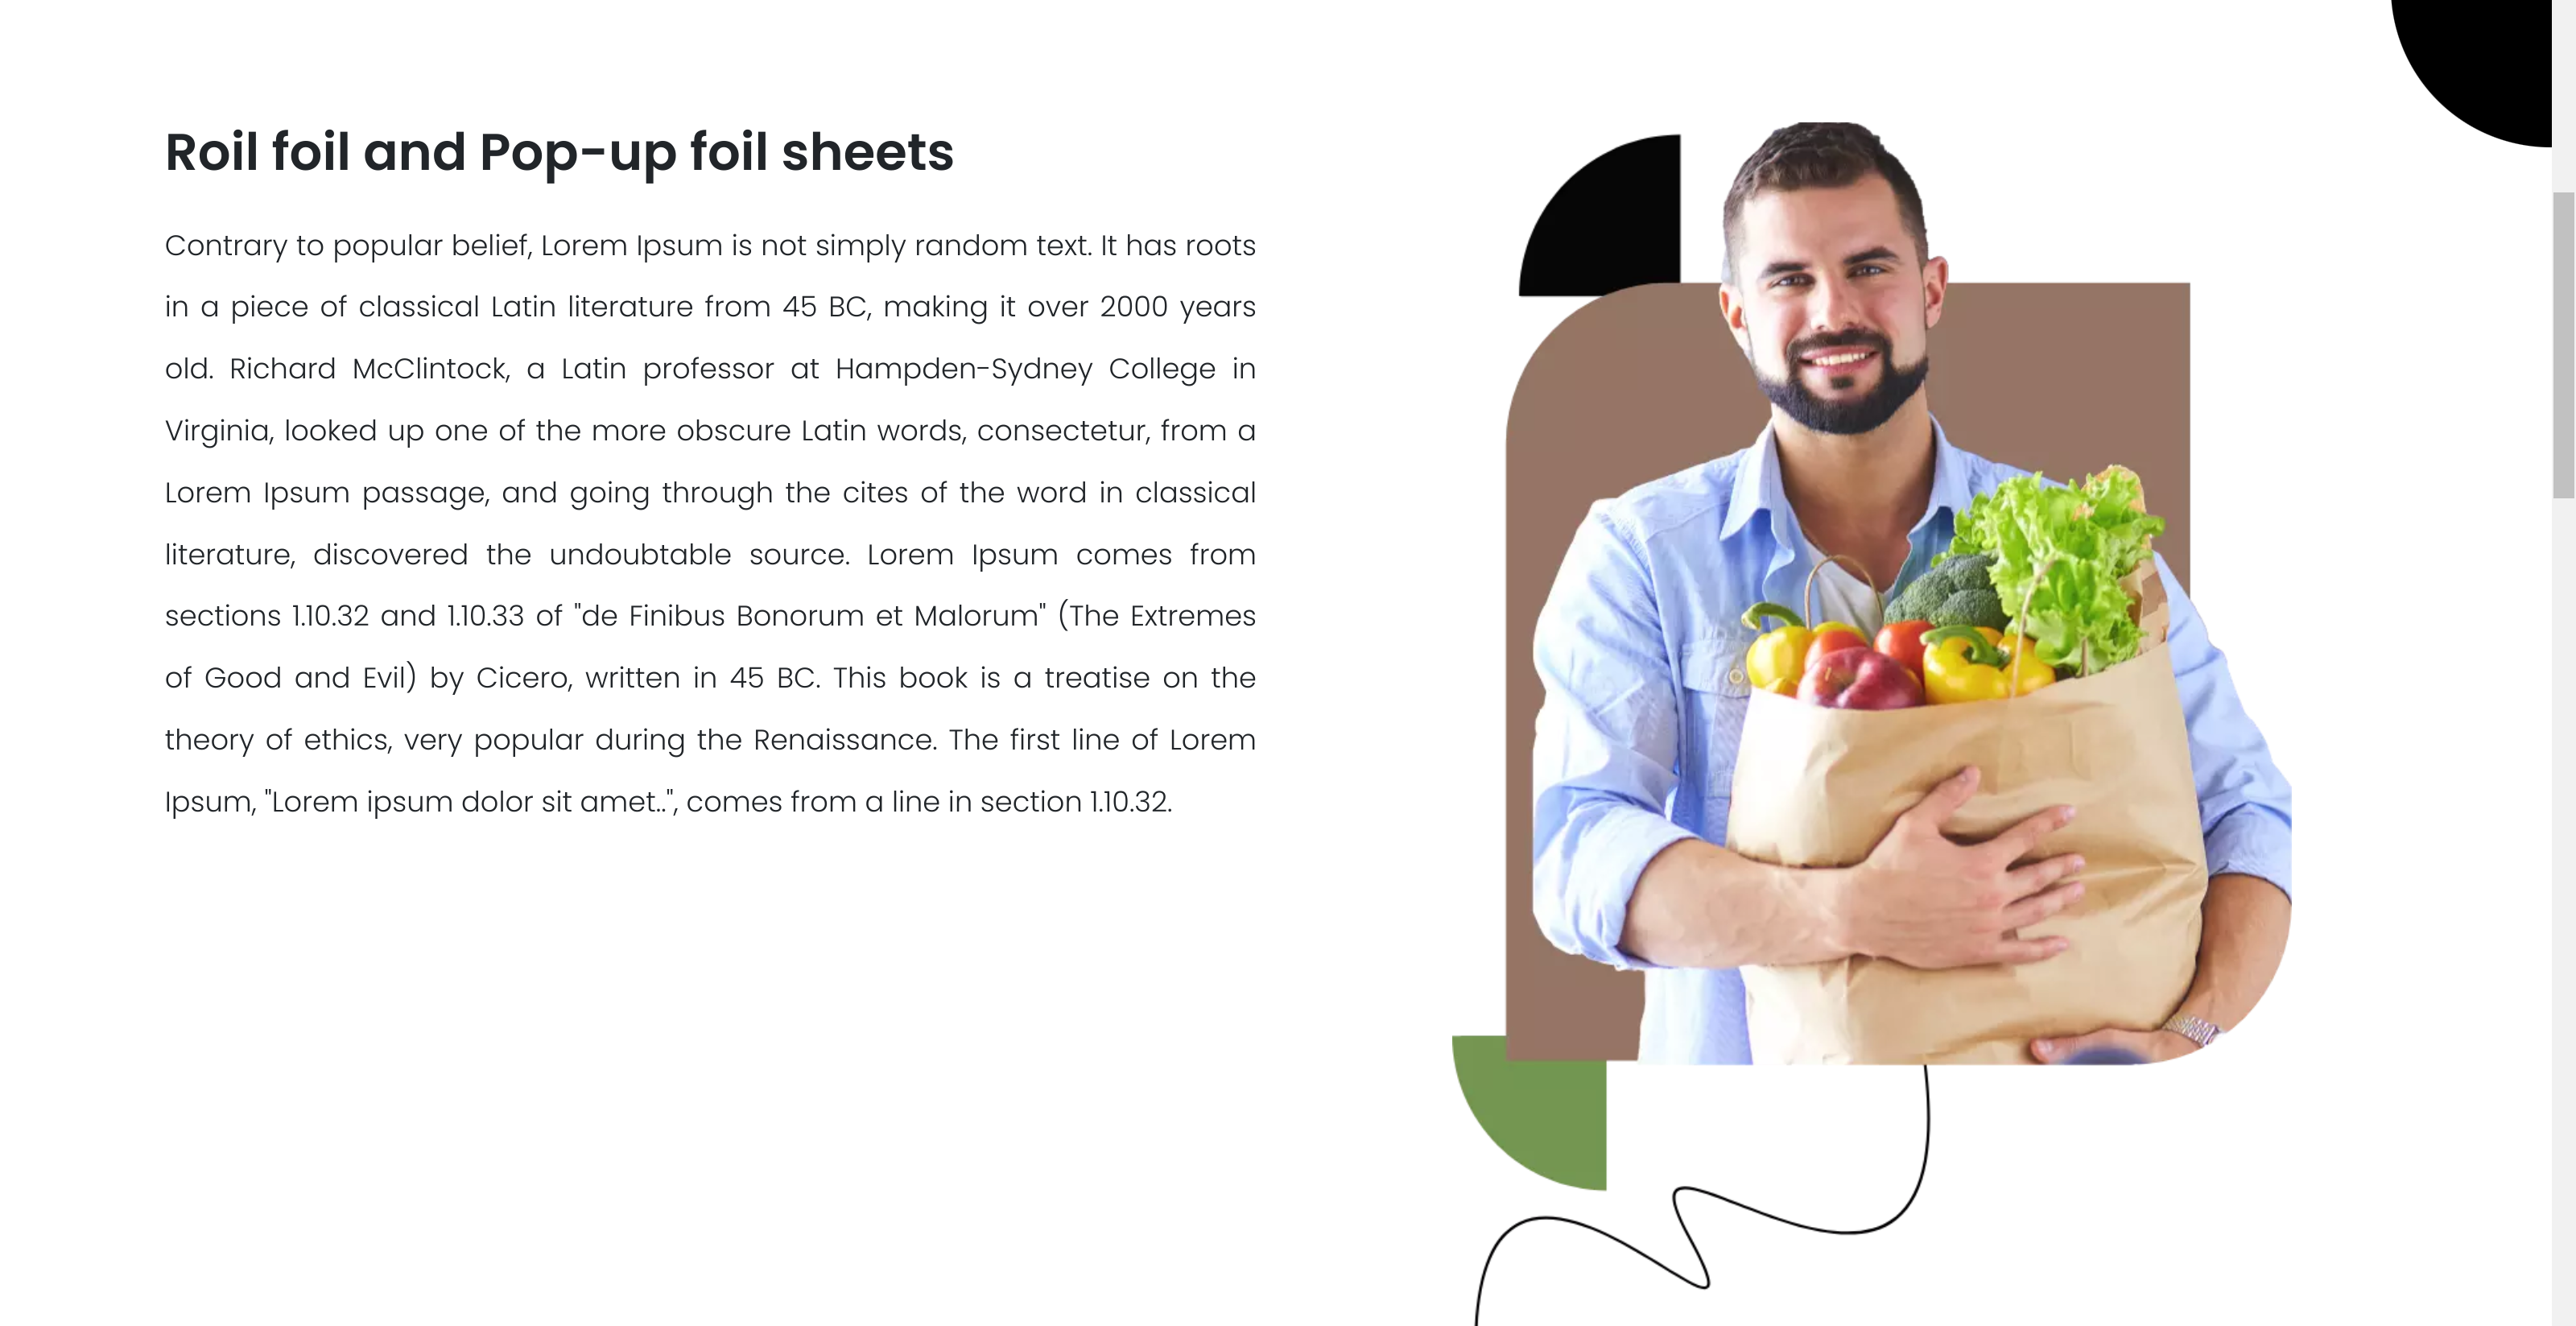 Roil foil and Pop-up foil sheets
Contrary to popular belief, Lorem Ipsum is not simply random text. It has roots
in a piece of classical Latin literature from 45 BC, making it over 2000 years
old. Richard McClintock, a Latin professor at Hampden-Sydney College in
Virginia, looked up one of the more obscure Latin words, consectetur, from a
Lorem Ipsum passage, and going through the cites of the word in classical
literature, discovered the undoubtable source. Lorem Ipsum comes from
sections 1.10.32 and 1.10.33 of "de Finibus Bonorum et Malorum" (The Extremes
of Good and Evil) by Cicero, written in 45 BC. This book is a treatise on the
theory of ethics, very popular during the Renaissance. The first line of Lorem
Ipsum, "Lorem ipsum dolor sit amet..", comes from a line in section 1.10.32.